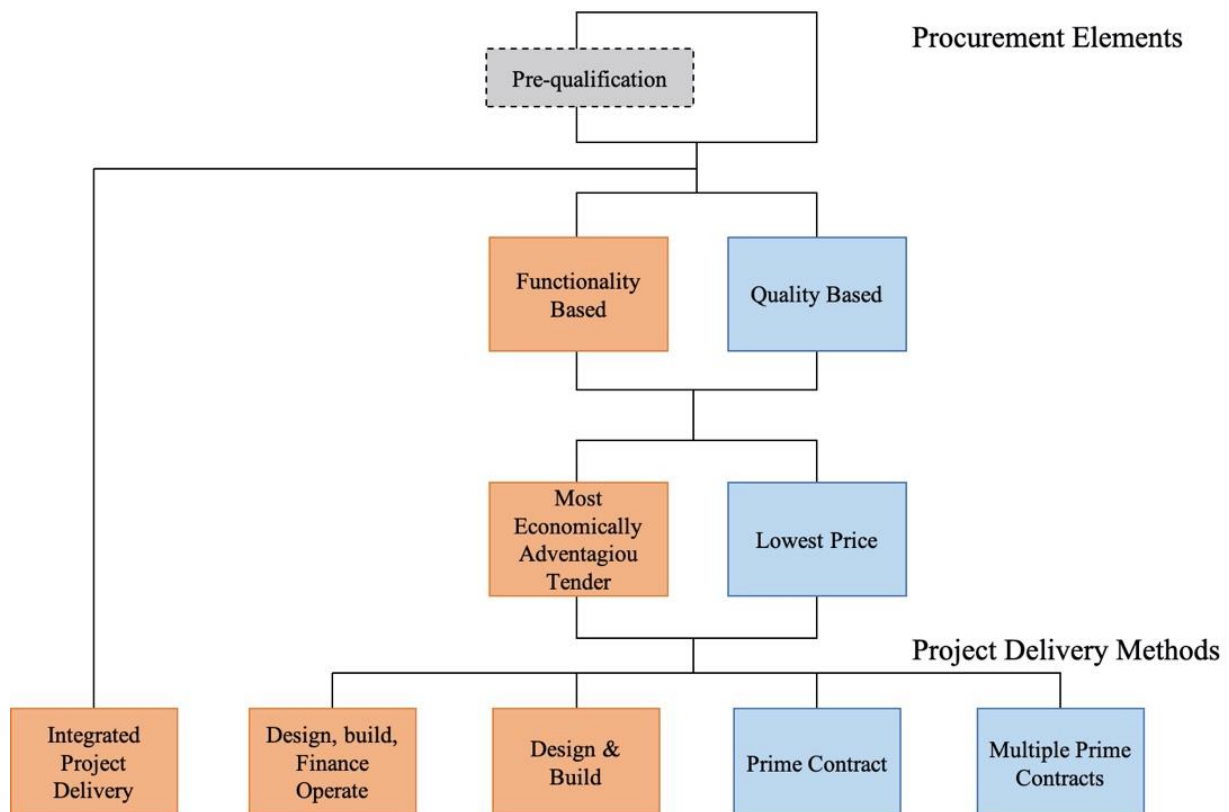 Procurement Elements
Pre-qualification
Functionality
Based
Quality Based
Most
Economically
Adventagiou
Tender
Lowest Price
Project Delivery Methods
Integrated
Project
Delivery
Design, build,
Finance
Operate
Design &
Build
Prime Contract
Multiple Prime
Contracts